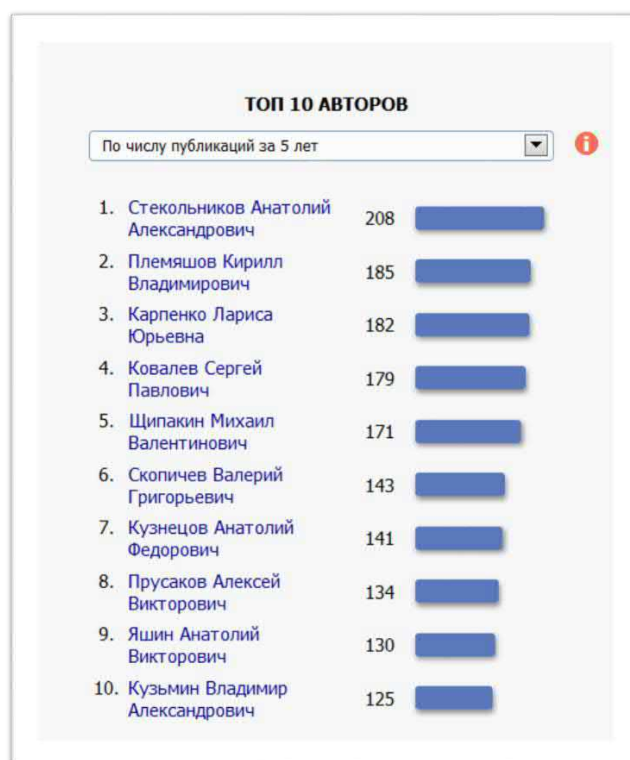 ТОП 10 АВТОРОВ
По числу публикаций за 5 лет
1. Стекольников Анатолий
Александрович
208
2. Племяшов Кирилл
Владимирович
185
3. Карпенко Лариса
Юрьевна
182
4. Ковалев Сергей
Павлович
179
5. Щипакин Михаил
Валентинович
171
6. Скопичев Валерий
Григорьевич
143
7. Кузнецов Анатолий
Федорович
141
8. Прусаков Алексей
Викторович
134
9. Яшин Анатолий
Викторович
130
10. Кузьмин Владимир
Александрович
125